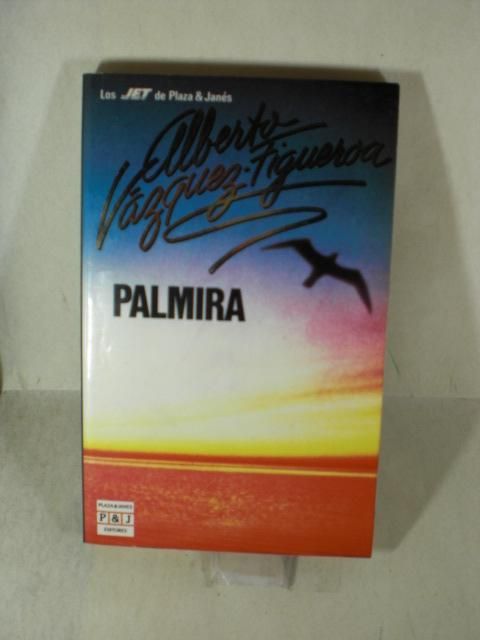 Los JET de Plaza & Janés
Alberto
Vázquez-Figueroa
PALMIRA
PLAZA & JANES
P & J
EDITORES